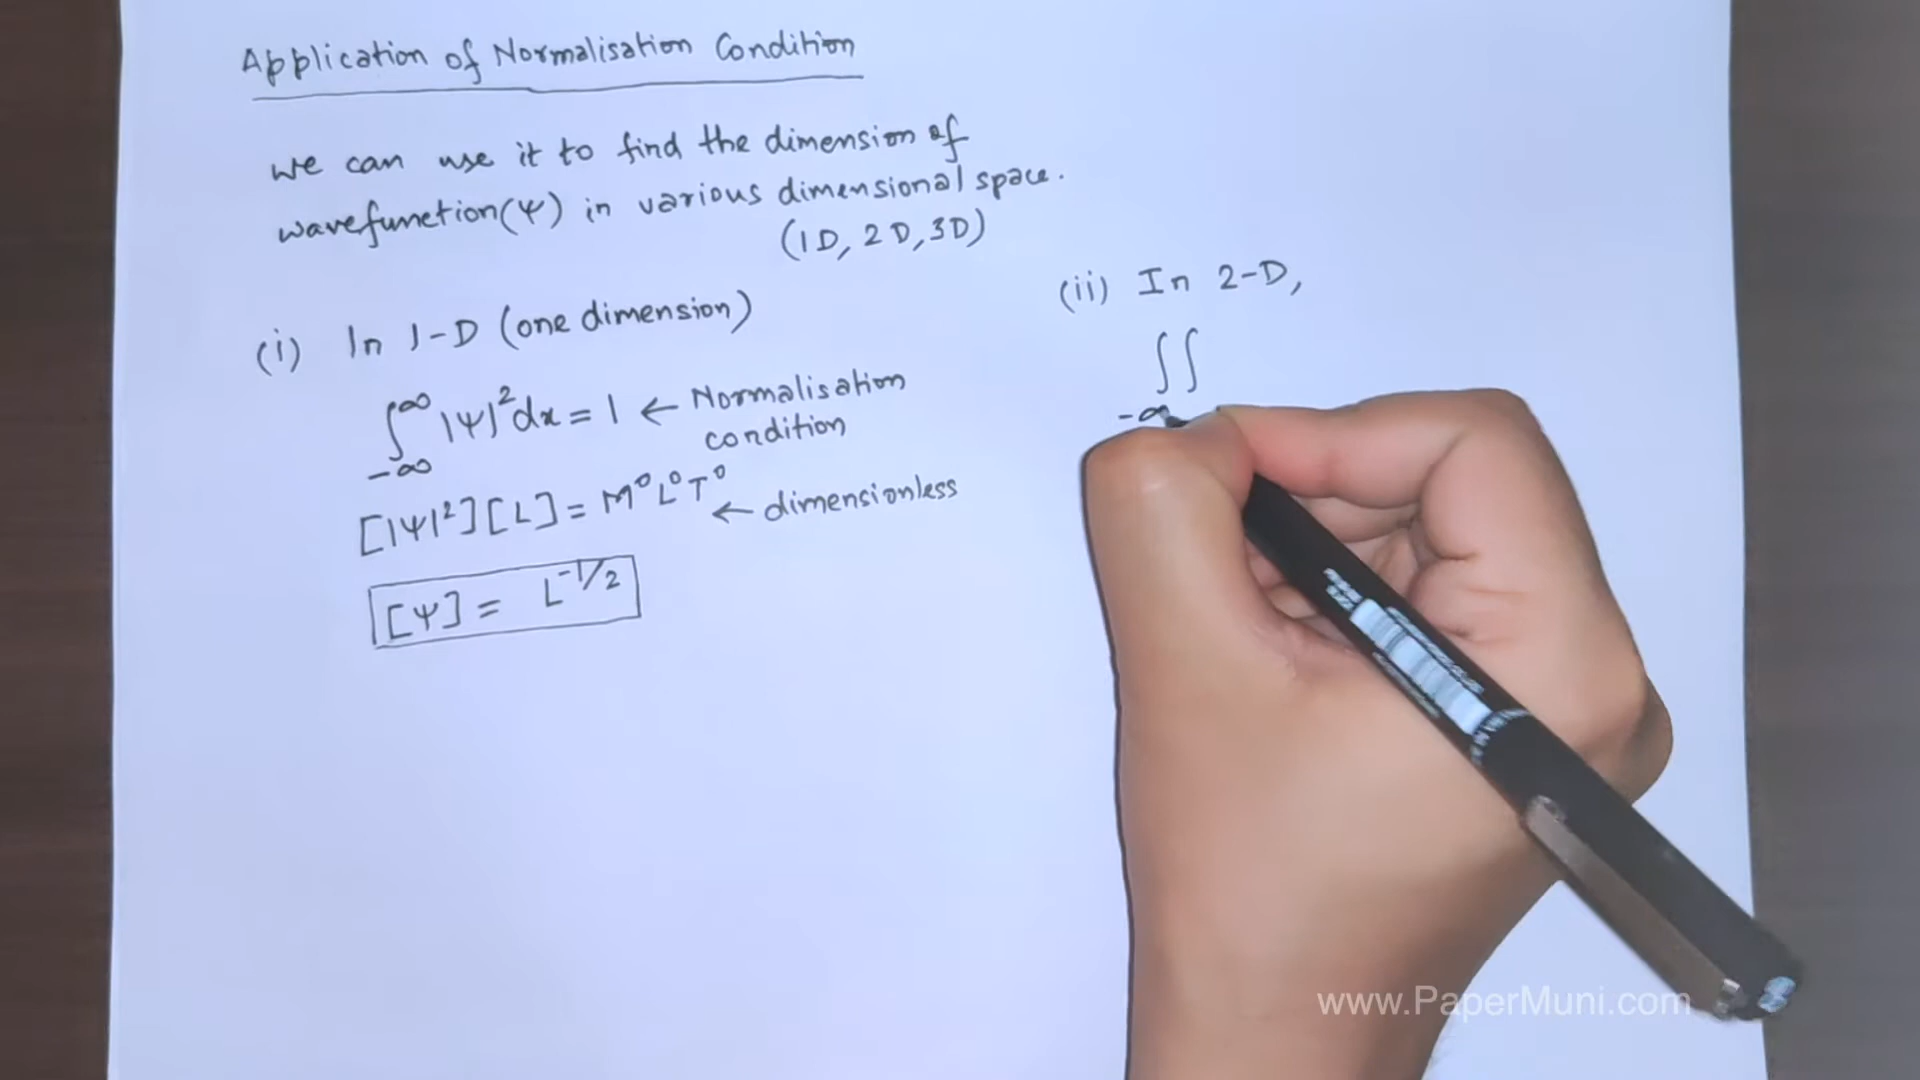 Application of Normalisation Condition
We can use it to find the dimension of
wavefunction(Ψ) in various dimensional space.
(1D, 2D, 3D)
(i) In 1-D (one dimension)
∫_{-∞}^{∞} |Ψ|² dx = 1 ← Normalisation
condition
[|Ψ|²][L] = M⁰L⁰T⁰ ← dimensionless
[Ψ] = L^{-1/2}
(ii) In 2-D,
∫∫
-∞
www.PaperMuni.com